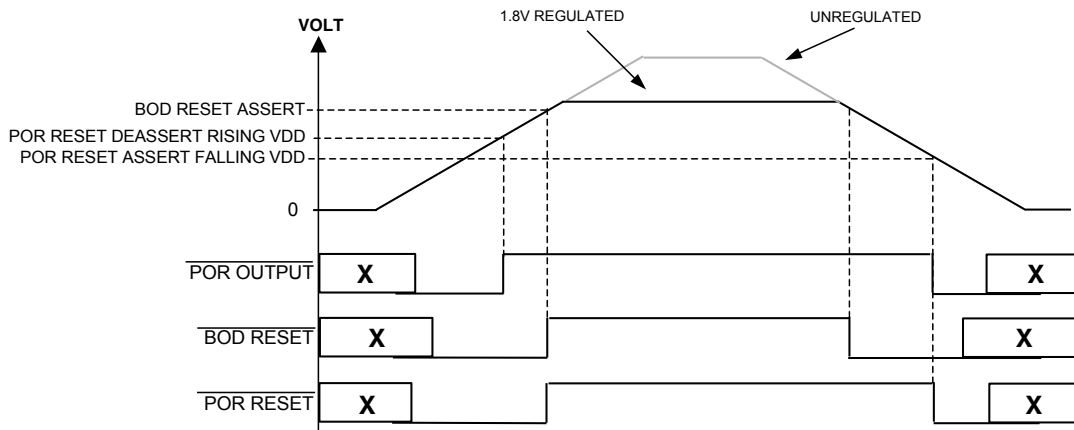 1.8V REGULATED
UNREGULATED
VOLT
BOD RESET ASSERT
POR RESET DEASSERT RISING VDD
POR RESET ASSERT FALLING VDD
0
POR OUTPUT
X
X
BOD RESET
X
X
POR RESET
X
X